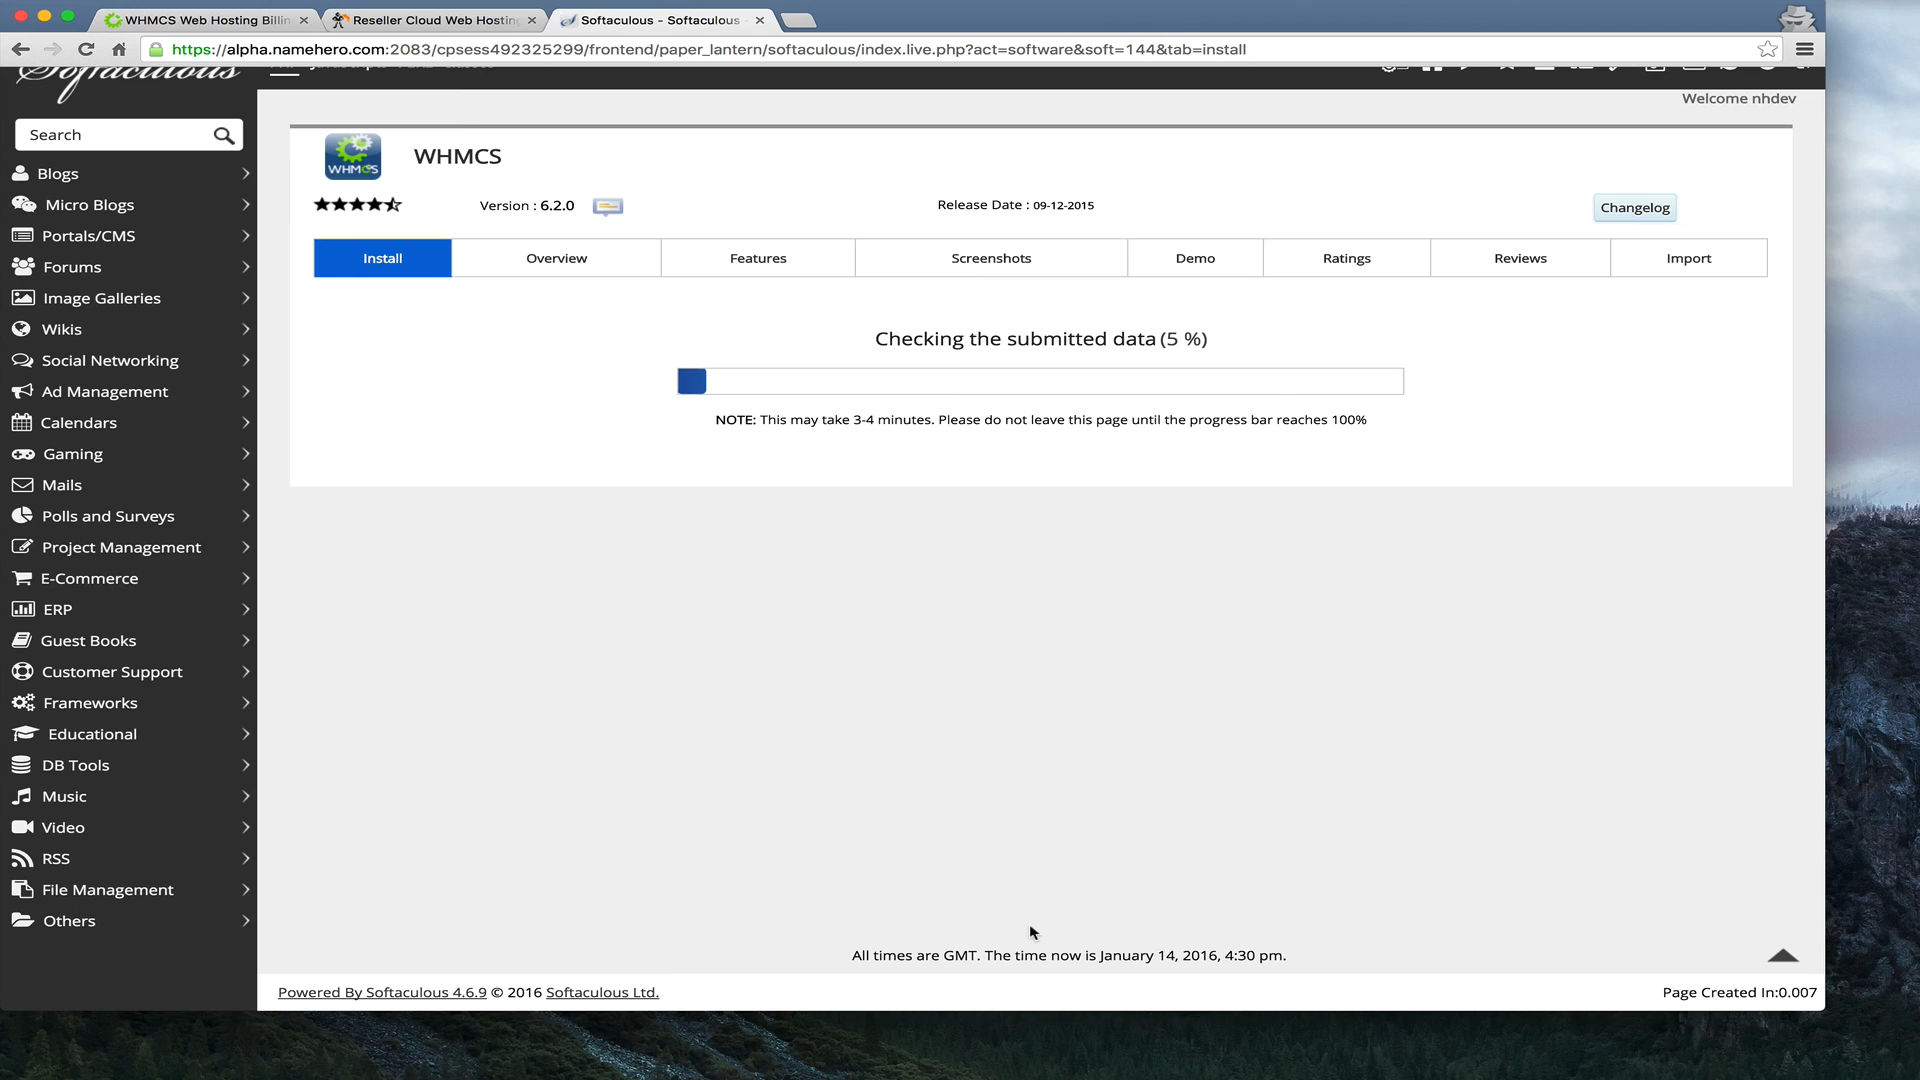 WHMCS Web Hosting Billin
Reseller Cloud Web Hosting
Softaculous - Softaculous
https://alpha.namehero.com:2083/cpsess492325299/frontend/paper_lantern/softaculous/index.live.php?act=software&soft=144&tab=install
Softaculous
Welcome nhdev
Search
WHMCS
WHMCS
Version : 6.2.0
Release Date : 09-12-2015
Changelog
Install
Overview
Features
Screenshots
Demo
Ratings
Reviews
Import
Checking the submitted data (5 %)
NOTE: This may take 3-4 minutes. Please do not leave this page until the progress bar reaches 100%
Blogs
Micro Blogs
Portals/CMS
Forums
Image Galleries
Wikis
Social Networking
Ad Management
Calendars
Gaming
Mails
Polls and Surveys
Project Management
E-Commerce
ERP
Guest Books
Customer Support
Frameworks
Educational
DB Tools
Music
Video
RSS
File Management
Others
All times are GMT. The time now is January 14, 2016, 4:30 pm.
Powered By Softaculous 4.6.9 © 2016 Softaculous Ltd.
Page Created In:0.007